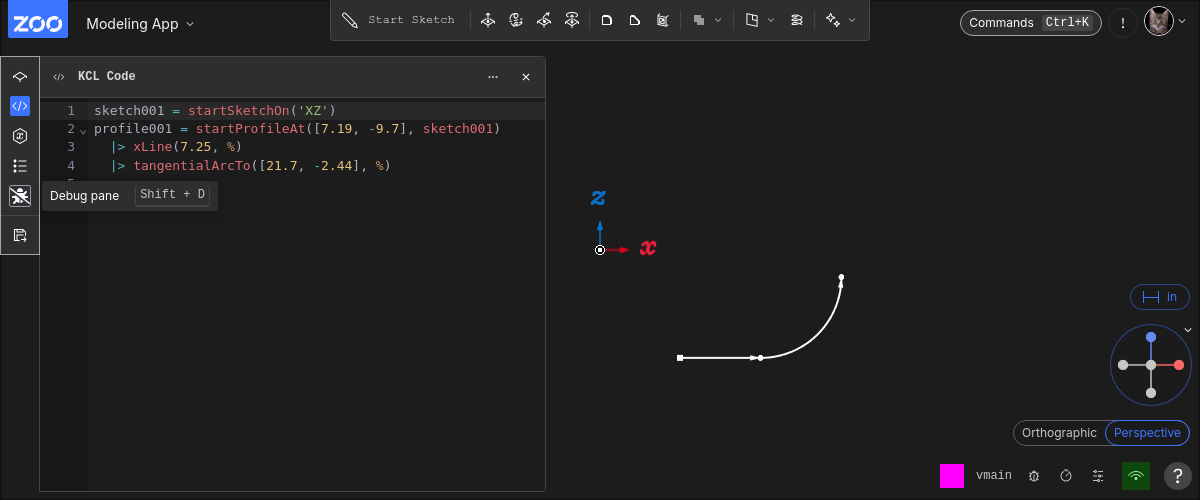 ZOO
Modeling App
Start Sketch
Commands Ctrl+K
!
KCL Code
1 sketch001 = startSketchOn('XZ')
2 profile001 = startProfileAt([7.19, -9.7], sketch001)
3 |> xLine(7.25, %)
4 |> tangentialArcTo([21.7, -2.44], %)
Debug pane Shift + D
z
x
in
Orthographic Perspective
vmain
?